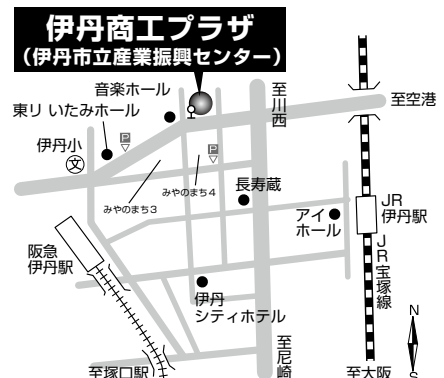 伊丹商工プラザ
（伊丹市立産業振興センター）
音楽ホール
東リ いたみホール
伊丹小
文
P
P
みやのまち3
みやのまち4
至川西
至空港
長寿蔵
アイ
ホール
JR
伊丹駅
JR宝塚線
阪急
伊丹駅
伊丹
シティホテル
至尼崎
至塚口駅
至大阪
N
S